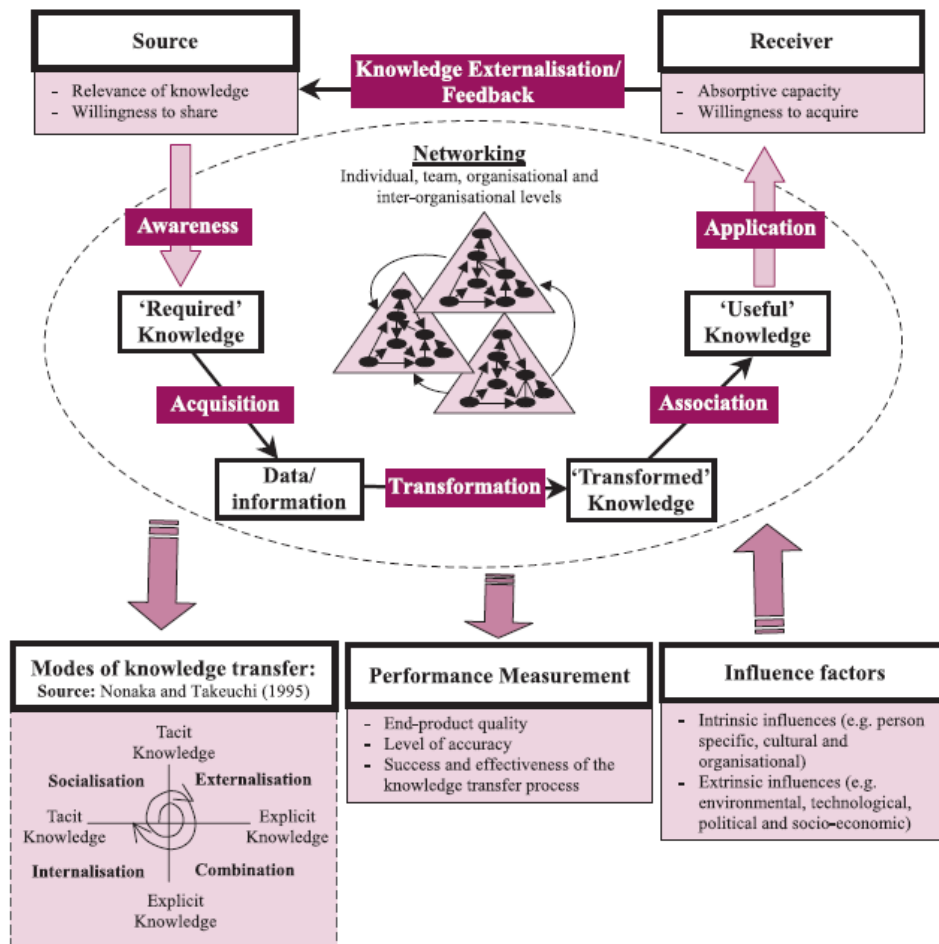 Source
- Relevance of knowledge
- Willingness to share
Knowledge Externalisation/
Feedback
Receiver
- Absorptive capacity
- Willingness to acquire
Networking
Individual, team, organisational and
inter-organisational levels
Awareness
Application
‘Required’
Knowledge
‘Useful’
Knowledge
Acquisition
Association
Data/
information
Transformation
‘Transformed’
Knowledge
Modes of knowledge transfer:
Source: Nonaka and Takeuchi (1995)
Tacit
Knowledge
Socialisation
Externalisation
Tacit
Knowledge
Explicit
Knowledge
Internalisation
Combination
Explicit
Knowledge
Performance Measurement
- End-product quality
- Level of accuracy
- Success and effectiveness of the
knowledge transfer process
Influence factors
- Intrinsic influences (e.g. person
specific, cultural and
organisational)
- Extrinsic influences (e.g.
environmental, technological,
political and socio-economic)